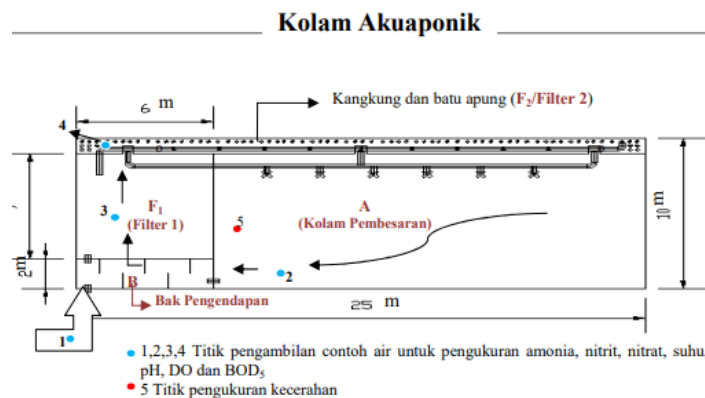 Kolam Akuaponik
6 m
4
Kangkung dan batu apung (F₂/Filter 2)
F₁
(Filter 1)
3
5
A
(Kolam Pembesaran)
10 m
2 m
B
Bak Pengendapan
2
25 m
1
1,2,3,4 Titik pengambilan contoh air untuk pengukuran amonia, nitrit, nitrat, suhu
pH, DO dan BOD₅
5 Titik pengukuran kecerahan